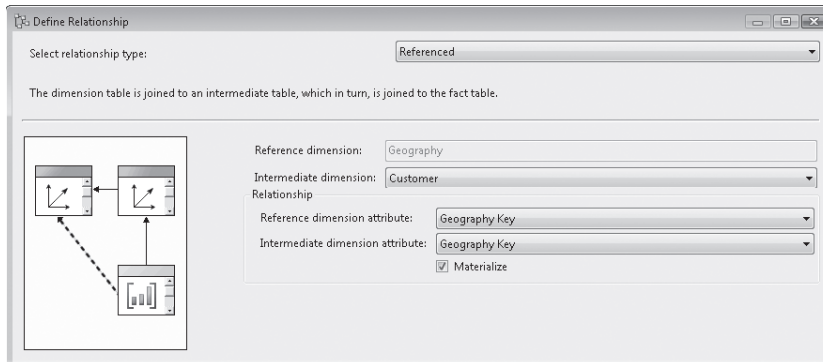 Define Relationship
Select relationship type: Referenced
The dimension table is joined to an intermediate table, which in turn, is joined to the fact table.
Reference dimension: Geography
Intermediate dimension: Customer
Relationship
Reference dimension attribute: Geography Key
Intermediate dimension attribute: Geography Key
Materialize